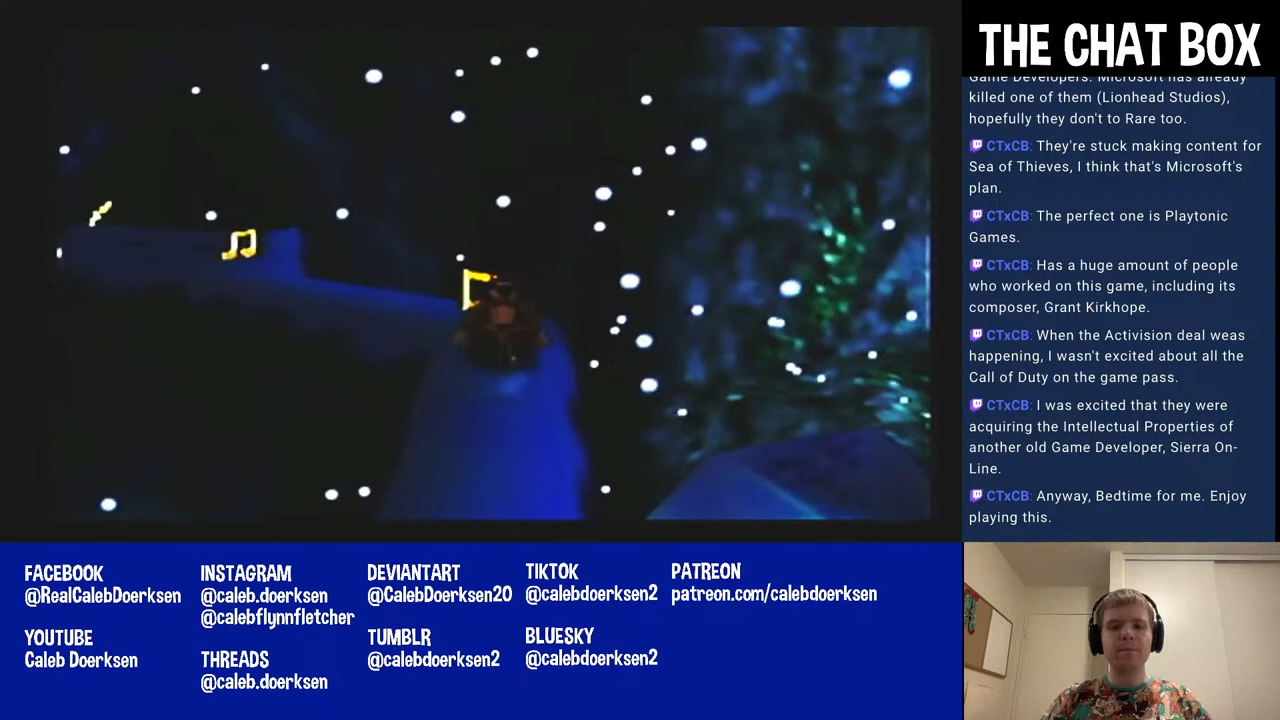 THE CHAT BOX
Game Developers. Microsoft has already
killed one of them (Lionhead Studios),
hopefully they don't to Rare too.
CTxCB: They're stuck making content for
Sea of Thieves, I think that's Microsoft's
plan.
CTxCB: The perfect one is Playtonic
Games.
CTxCB: Has a huge amount of people
who worked on this game, including its
composer, Grant Kirkhope.
CTxCB: When the Activision deal weas
happening, I wasn't excited about all the
Call of Duty on the game pass.
CTxCB: I was excited that they were
acquiring the Intellectual Properties of
another old Game Developer, Sierra On-
Line.
CTxCB: Anyway, Bedtime for me. Enjoy
playing this.
FACEBOOK
@RealCalebDoerksen
YOUTUBE
Caleb Doerksen
INSTAGRAM
@caleb.doerksen
@calebflynnfletcher
THREADS
@caleb.doerksen
DEVIANTART
@CalebDoerksen20
TUMBLR
@calebdoerksen2
TIKTOK
@calebdoerksen2
BLUESKY
@calebdoerksen2
PATREON
patreon.com/calebdoerksen